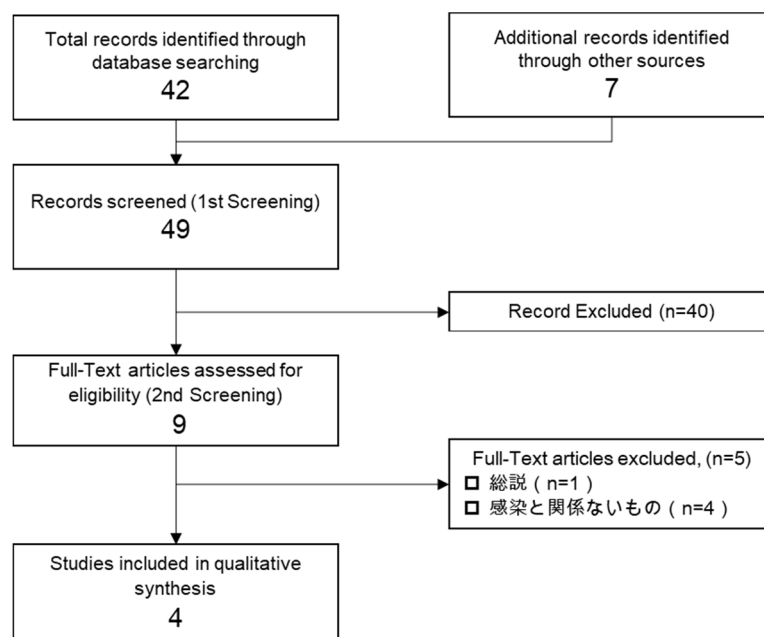 Total records identified through
database searching
42
Additional records identified
through other sources
7
Records screened (1st Screening)
49
Record Excluded (n=40)
Full-Text articles assessed for
eligibility (2nd Screening)
9
Full-Text articles excluded, (n=5)
総説 ( n=1 )
感染と関係ないもの ( n=4 )
Studies included in qualitative
synthesis
4